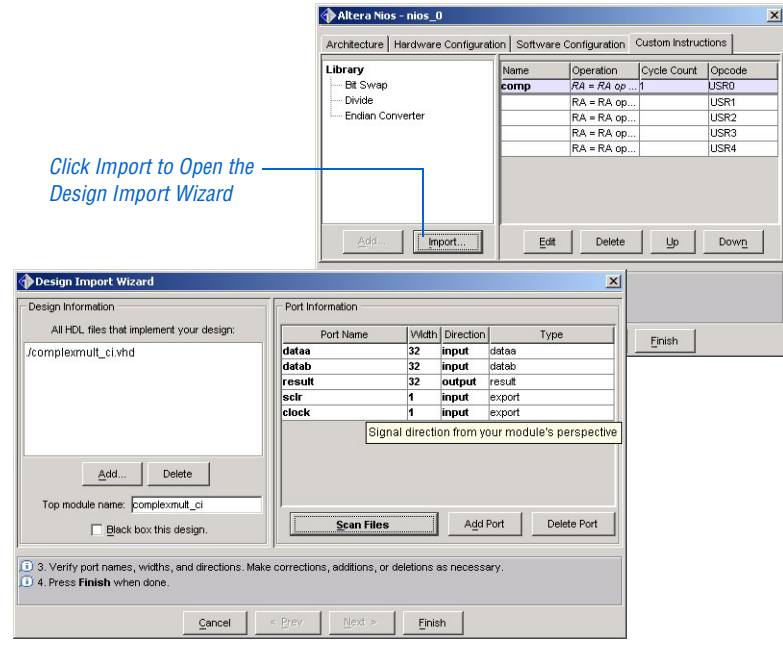 Altera Nios - nios_0
Architecture Hardware Configuration Software Configuration Custom Instructions
Library
Bit Swap
Divide
Endian Converter
Name Operation Cycle Count Opcode
comp RA = RA op ... 1 USR0
RA = RA op... USR1
RA = RA op... USR2
RA = RA op... USR3
RA = RA op... USR4
Click Import to Open the
Design Import Wizard
Add... Import... Edit Delete Up Down
Finish
Design Import Wizard
Design Information
All HDL files that implement your design:
./complexmult_ci.vhd
Add... Delete
Top module name: complexmult_ci
Black box this design.
Port Information
Port Name Width Direction Type
dataa 32 input dataa
datab 32 input datab
result 32 output result
sclr 1 input export
clock 1 input export
Signal direction from your module's perspective
Scan Files Add Port Delete Port
3. Verify port names, widths, and directions. Make corrections, additions, or deletions as necessary.
4. Press Finish when done.
Cancel < Prev Next > Finish